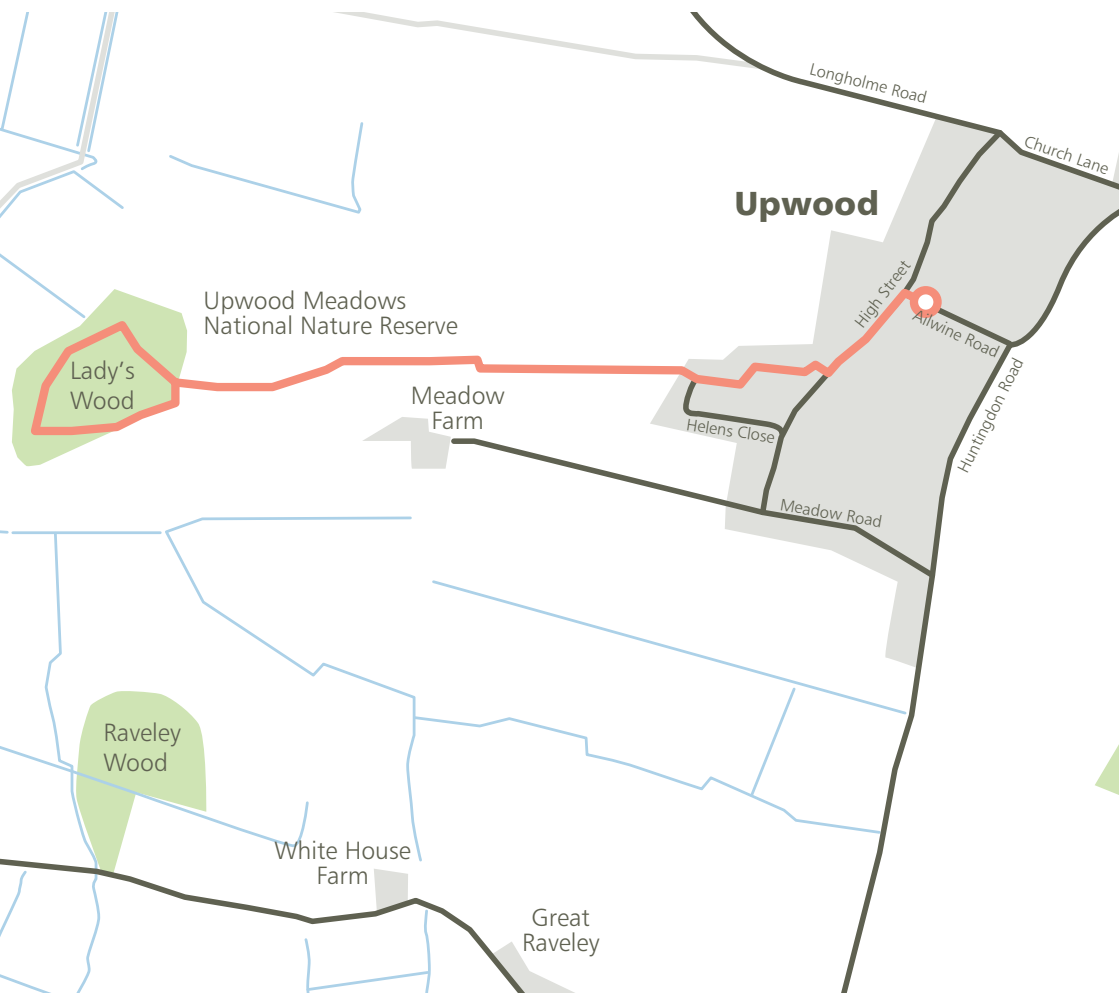 Longholme Road
Church Lane
Upwood
High Street
Ailwine Road
Upwood Meadows
National Nature Reserve
Lady's
Wood
Huntingdon Road
Meadow
Farm
Helens Close
Meadow Road
Raveley
Wood
White House
Farm
Great
Raveley